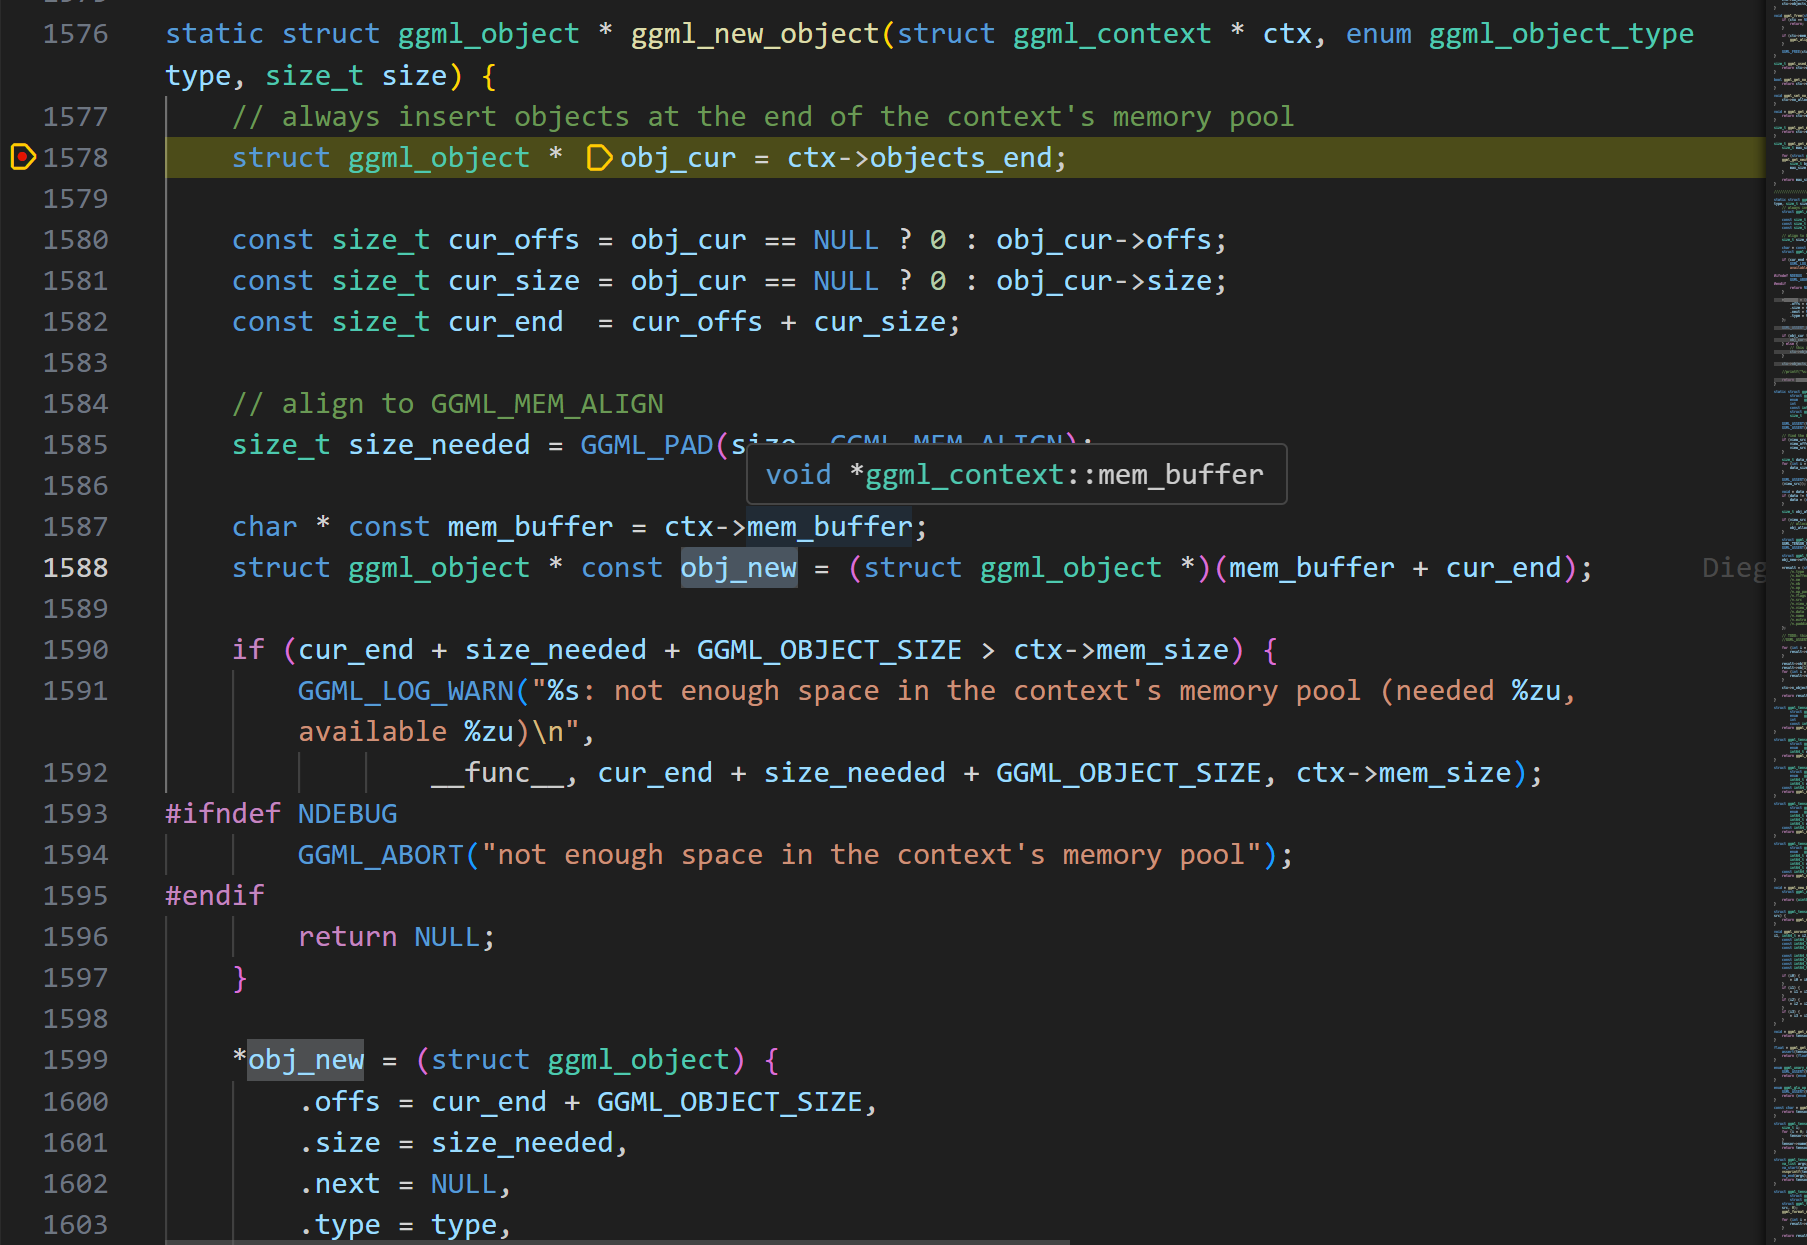 1576 static struct ggml_object * ggml_new_object(struct ggml_context * ctx, enum ggml_object_type
type, size_t size) {
1577 // always insert objects at the end of the context's memory pool
1578 struct ggml_object * obj_cur = ctx->objects_end;
1579
1580 const size_t cur_offs = obj_cur == NULL ? 0 : obj_cur->offs;
1581 const size_t cur_size = obj_cur == NULL ? 0 : obj_cur->size;
1582 const size_t cur_end  = cur_offs + cur_size;
1583
1584 // align to GGML_MEM_ALIGN
1585 size_t size_needed = GGML_PAD(size, GGML_MEM_ALIGN);
void *ggml_context::mem_buffer
1586
1587 char * const mem_buffer = ctx->mem_buffer;
1588 struct ggml_object * const obj_new = (struct ggml_object *)(mem_buffer + cur_end); Dieg
1589
1590 if (cur_end + size_needed + GGML_OBJECT_SIZE > ctx->mem_size) {
1591 GGML_LOG_WARN("%s: not enough space in the context's memory pool (needed %zu,
available %zu)\n",
1592 __func__, cur_end + size_needed + GGML_OBJECT_SIZE, ctx->mem_size);
1593 #ifndef NDEBUG
1594 GGML_ABORT("not enough space in the context's memory pool");
1595 #endif
1596 return NULL;
1597 }
1598
1599 *obj_new = (struct ggml_object) {
1600 .offs = cur_end + GGML_OBJECT_SIZE,
1601 .size = size_needed,
1602 .next = NULL,
1603 .type = type,